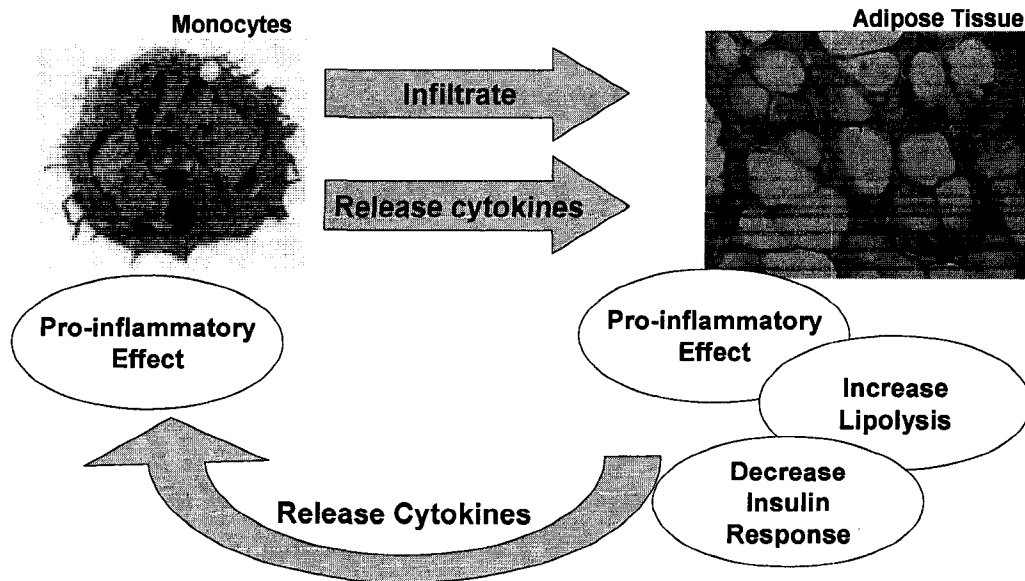 Monocytes
Adipose Tissue
Infiltrate
Release cytokines
Pro-inflammatory
Effect
Pro-inflammatory
Effect
Increase
Lipolysis
Decrease
Insulin
Response
Release Cytokines